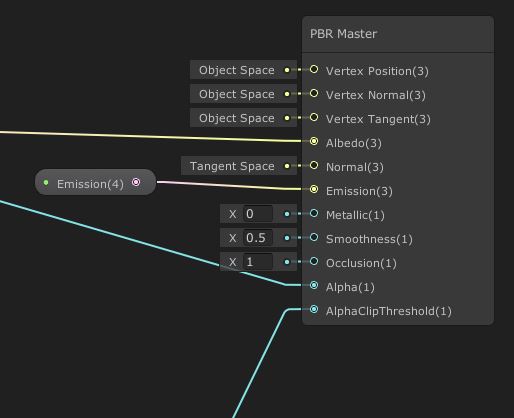 PBR Master
Object Space Vertex Position(3)
Object Space Vertex Normal(3)
Object Space Vertex Tangent(3)
Albedo(3)
Tangent Space Normal(3)
Emission(4) Emission(3)
X 0 Metallic(1)
X 0.5 Smoothness(1)
X 1 Occlusion(1)
Alpha(1)
AlphaClipThreshold(1)